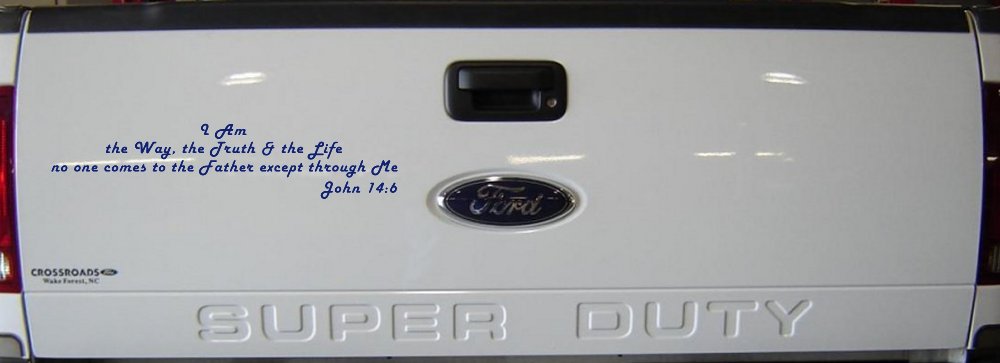 I Am
the Way, the Truth & the Life
no one comes to the Father except through Me
John 14:6
Ford
CROSSROADS Ford
Wake Forest, NC
SUPER DUTY